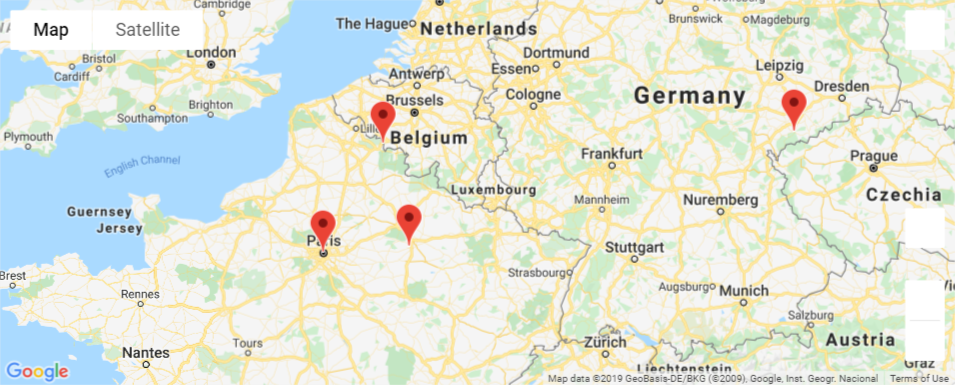 Cambridge
Map
Satellite
The Hague
Netherlands
Brunswick
Magdeburg
London
Bristol
Cardiff
Dortmund
Essen
Leipzig
Antwerp
Dresden
Cologne
Germany
Brighton
Southampton
Brussels
Plymouth
Belgium
English Channel
Frankfurt
Prague
Luxembourg
Czechia
Mannheim
Nuremberg
Guernsey
Jersey
Stuttgart
Strasbourg
Brest
Rennes
Augsburg
Munich
Salzburg
Tours
Zürich
Austria
Nantes
Liechtenstein
Graz
Google
Map data ©2019 GeoBasis-DE/BKG (©2009), Google, Inst. Geogr. Nacional
Terms of Use